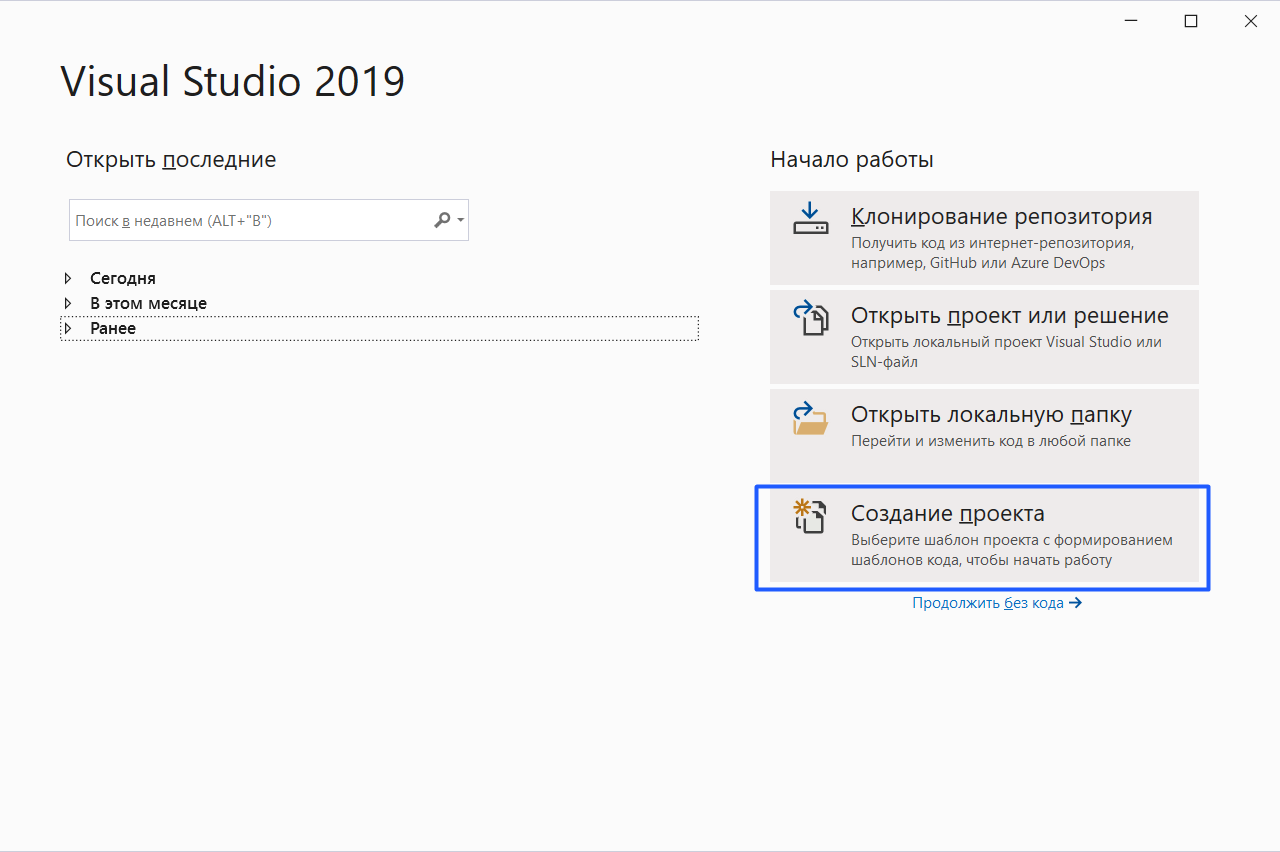 Visual Studio 2019
Открыть последние
Поиск в недавнем (ALT+"В")
Сегодня
В этом месяце
Ранее
Начало работы
Клонирование репозитория
Получить код из интернет-репозитория,
например, GitHub или Azure DevOps
Открыть проект или решение
Открыть локальный проект Visual Studio или
SLN-файл
Открыть локальную папку
Перейти и изменить код в любой папке
Создание проекта
Выберите шаблон проекта с формированием
шаблонов кода, чтобы начать работу
Продолжить без кода →